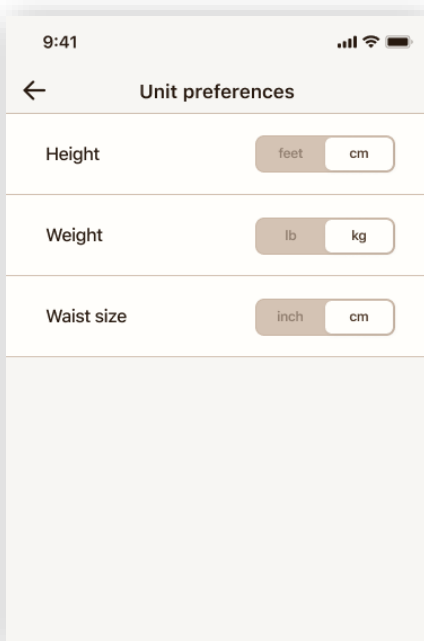 9:41
Unit preferences
Height feet cm
Weight lb kg
Waist size inch cm